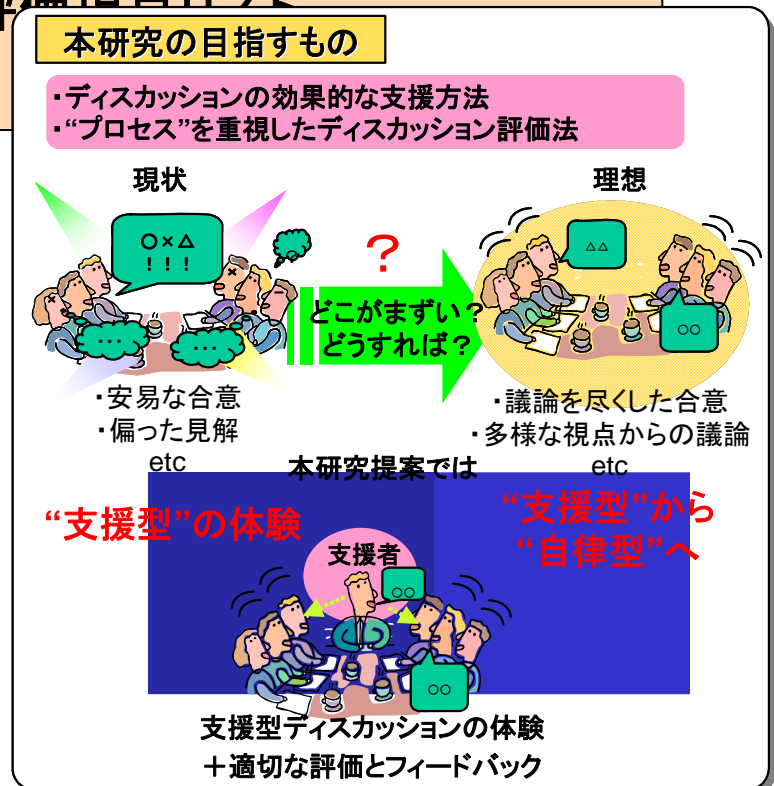 本研究の目指すもの
・ディスカッションの効果的な支援方法
・“プロセス”を重視したディスカッション評価法
現状
理想
○×△
！！！
…
…
？
どこがまずい？
どうすれば？
△△
○○
・安易な合意
・偏った見解
etc
・議論を尽くした合意
・多様な視点からの議論
etc
本研究提案では
“支援型”の体験
“支援型”から
“自律型”へ
支援者
○○
○○
支援型ディスカッションの体験
＋適切な評価とフィードバック